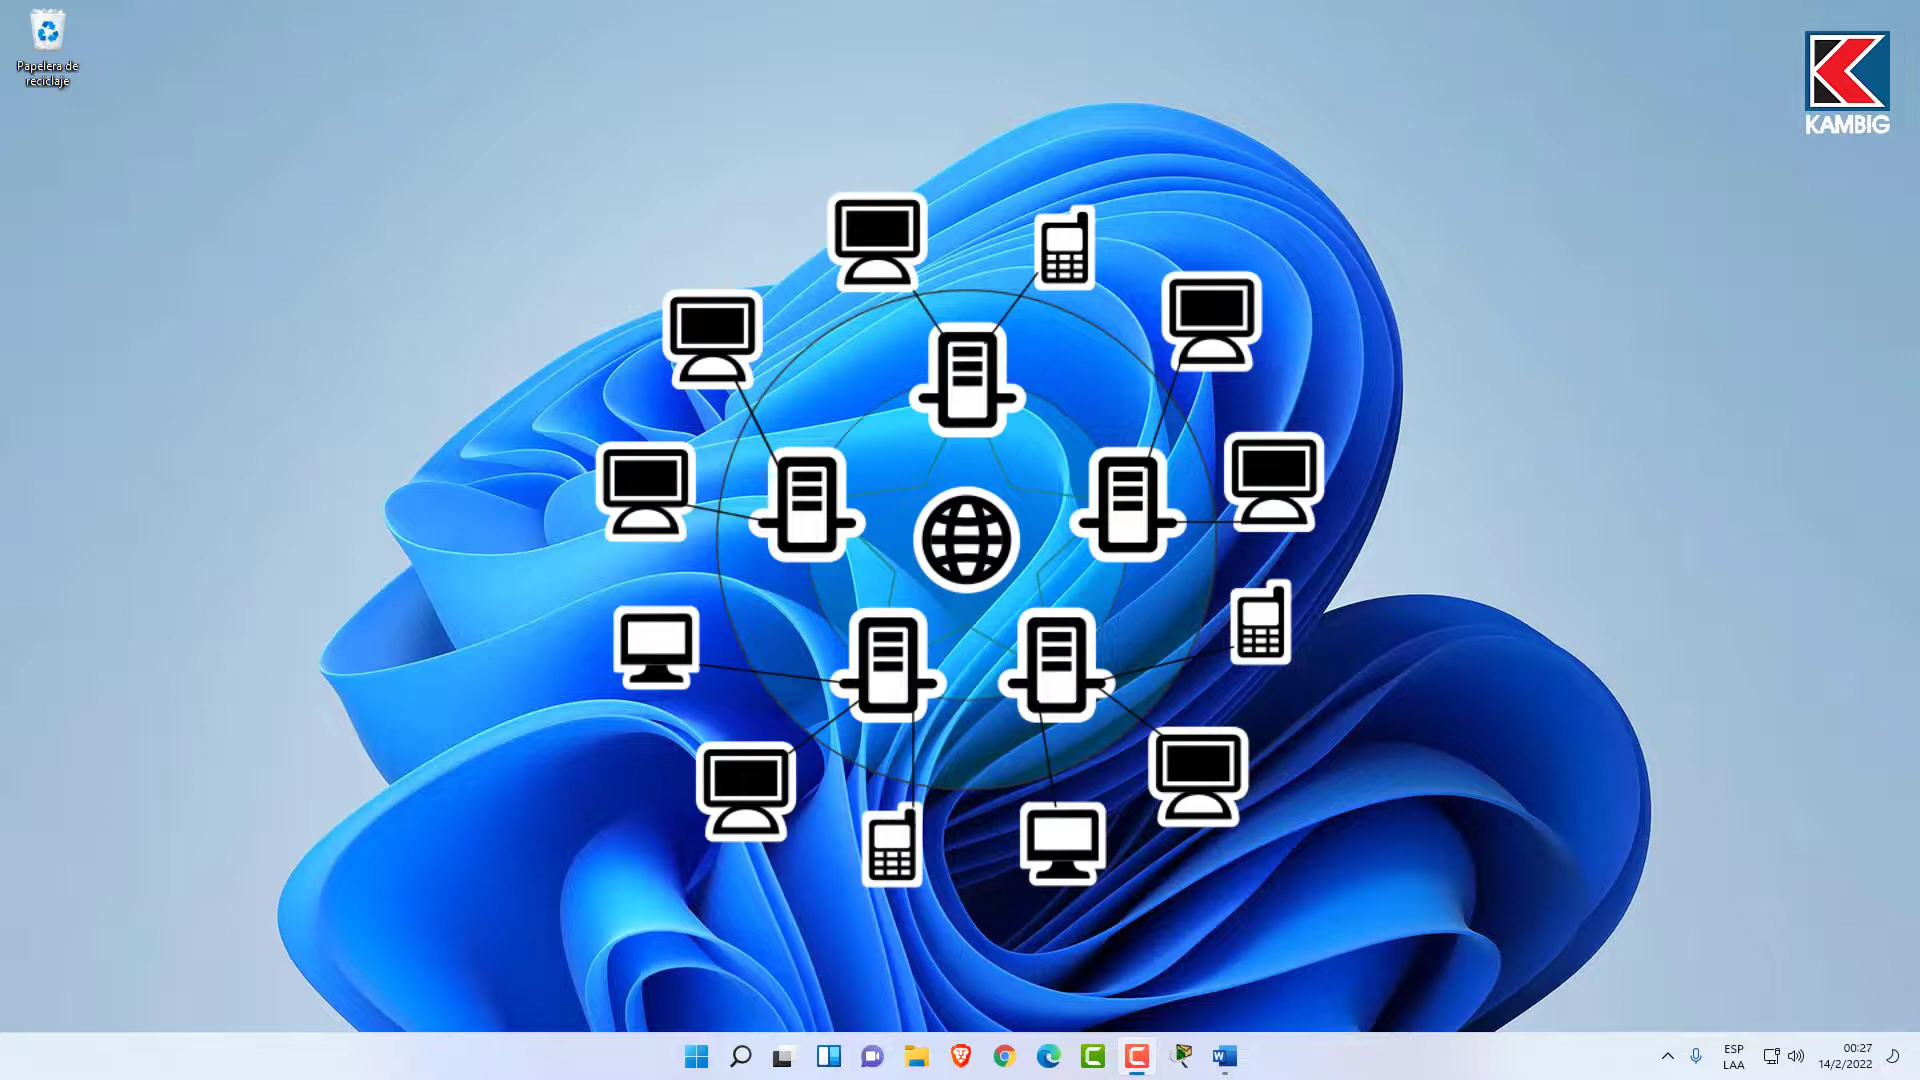 Papelera de
reciclaje
KAMBIG
ESP
LAA
00:27
14/2/2022